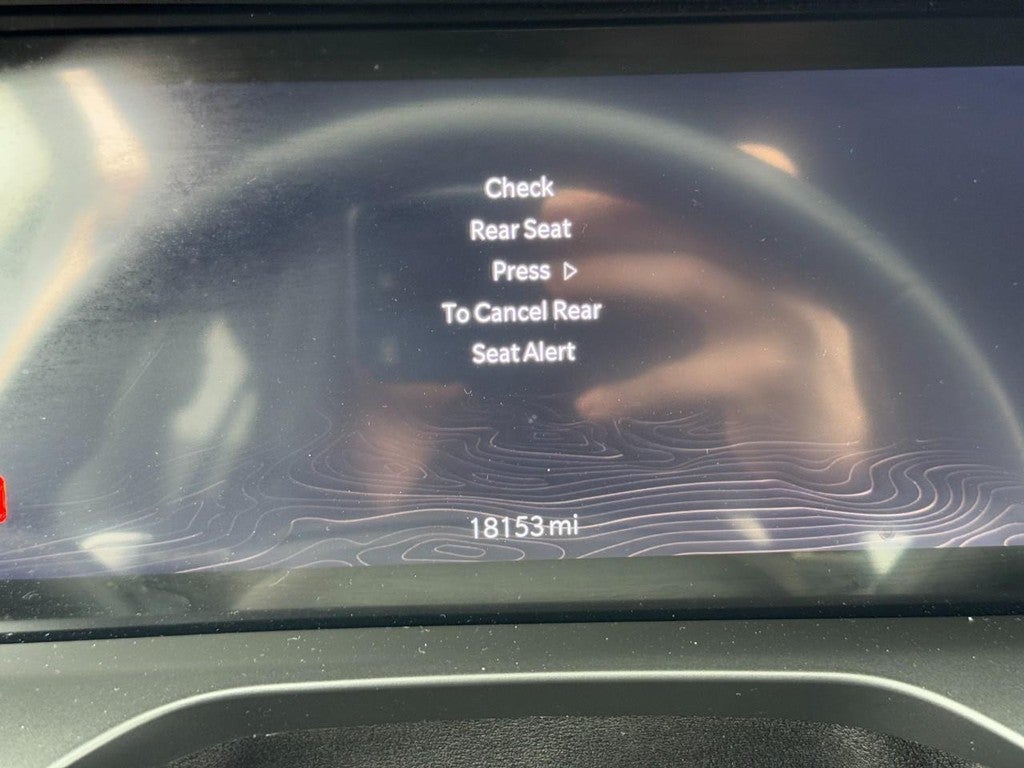 Check
Rear Seat
Press ▷
To Cancel Rear
Seat Alert
18153 mi